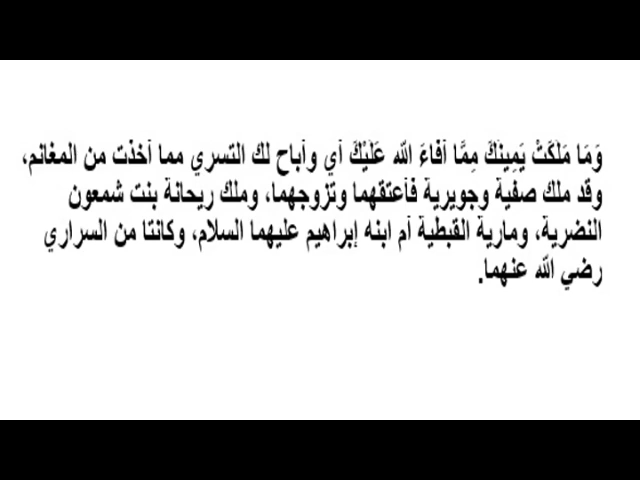 وَمَا مَلَكَتْ يَمِينُكَ مِمَّا أَفَاءَ اللّه عَلَيْكَ أي وأباح لك التسري مما أخذت من المغانم،
وقد ملك صفية وجويرية فأعتقهما وتزوجهما، وملك ريحانة بنت شمعون
النضرية، ومارية القبطية أم ابنه إبراهيم عليهما السلام، وكانتا من السراري
رضي اللّه عنهما.